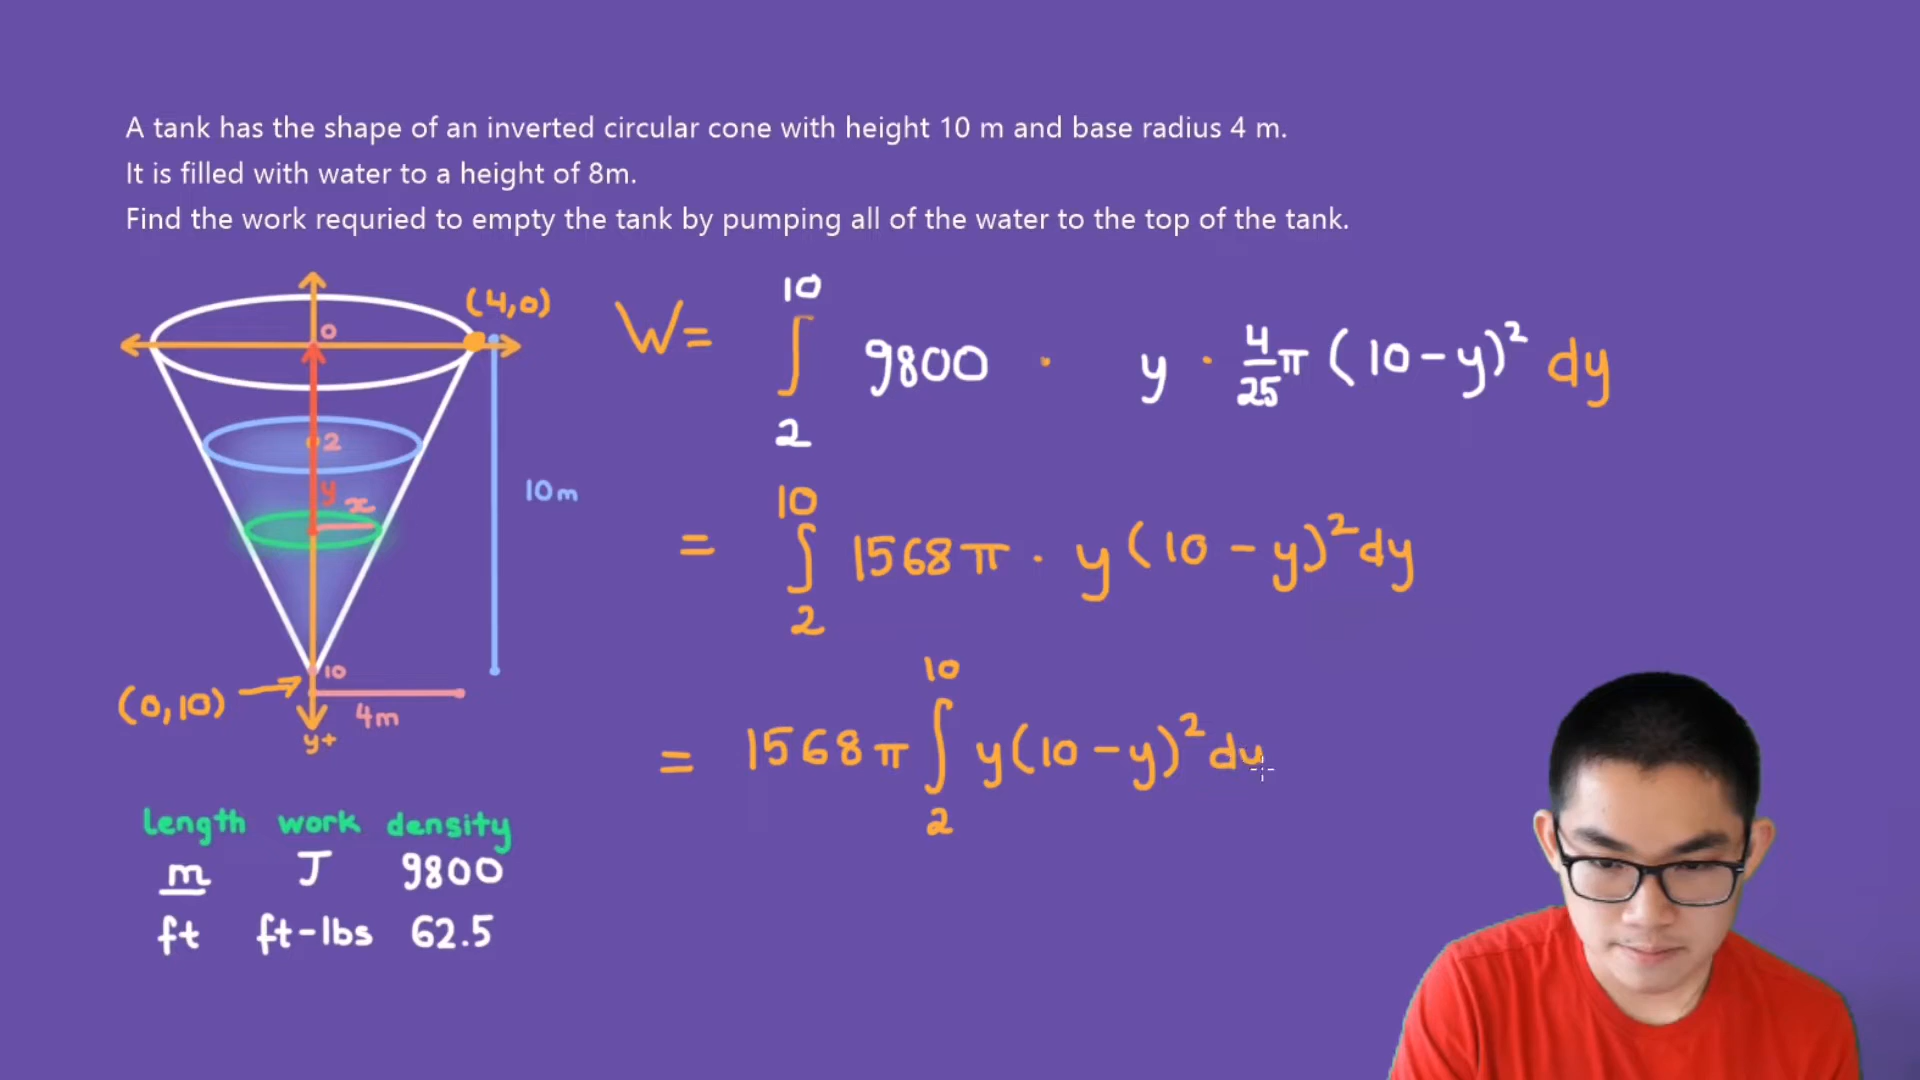 A tank has the shape of an inverted circular cone with height 10 m and base radius 4 m.
It is filled with water to a height of 8m.
Find the work requried to empty the tank by pumping all of the water to the top of the tank.
(4,0)
0
2
y x
10m
10
(0,10)
4m
y+
W= ∫ 10 2 9800 · y · 4/25 π (10-y)² dy
= ∫ 10 2 1568π · y(10-y)² dy
= 1568π ∫ 10 2 y(10-y)² dy
length work density
m J 9800
ft ft-lbs 62.5